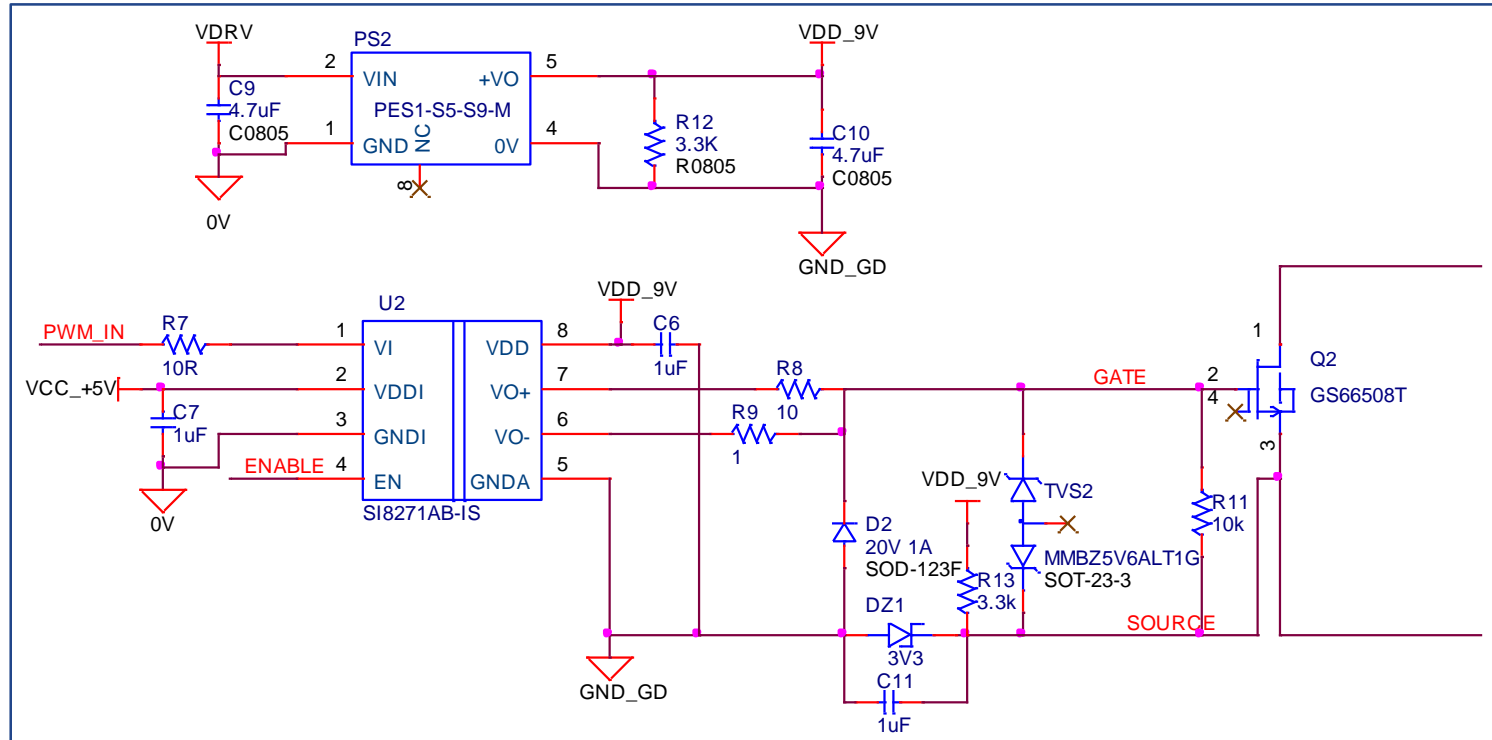 VDRV
PS2
VDD_9V
2
VIN
+VO
5
C9
4.7uF
C0805
PES1-S5-S9-M
R12
3.3K
R0805
C10
4.7uF
C0805
1
GND
NC
0V
4
8
0V
GND_GD
U2
VDD_9V
PWM_IN
R7
10R
1
VI
VDD
8
C6
1uF
1
Q2
GS66508T
VCC_+5V
2
VDDI
VO+
7
R8
10
GATE
2
4
C7
1uF
3
GNDI
VO-
6
R9
1
3
ENABLE
4
EN
GNDA
5
SI8271AB-IS
0V
VDD_9V
TVS2
R11
10k
D2
20V 1A
SOD-123F
MMBZ5V6ALT1G
SOT-23-3
R13
3.3k
DZ1
3V3
SOURCE
GND_GD
C11
1uF